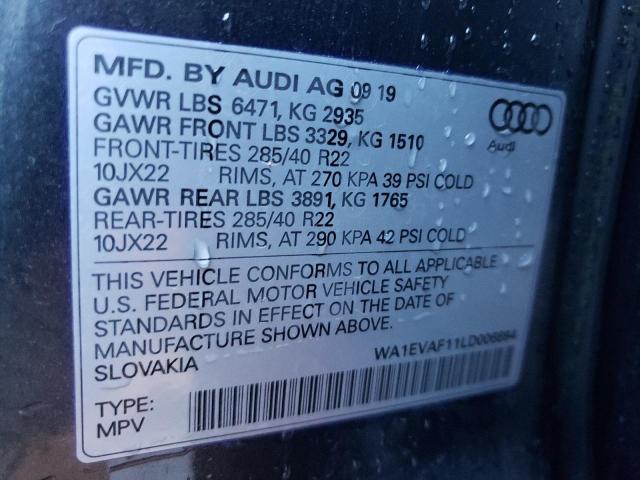 MFD. BY AUDI AG 09 19
GVWR LBS 6471, KG 2935
GAWR FRONT LBS 3329, KG 1510
FRONT-TIRES 285/40 R22
10JX22 RIMS, AT 270 KPA 39 PSI COLD
GAWR REAR LBS 3891, KG 1765
REAR-TIRES 285/40 R22
10JX22 RIMS, AT 290 KPA 42 PSI COLD
Audi
THIS VEHICLE CONFORMS TO ALL APPLICABLE
U.S. FEDERAL MOTOR VEHICLE SAFETY
STANDARDS IN EFFECT ON THE DATE OF
MANUFACTURE SHOWN ABOVE.
SLOVAKIA
WA1EVAF11LD006894
TYPE:
MPV